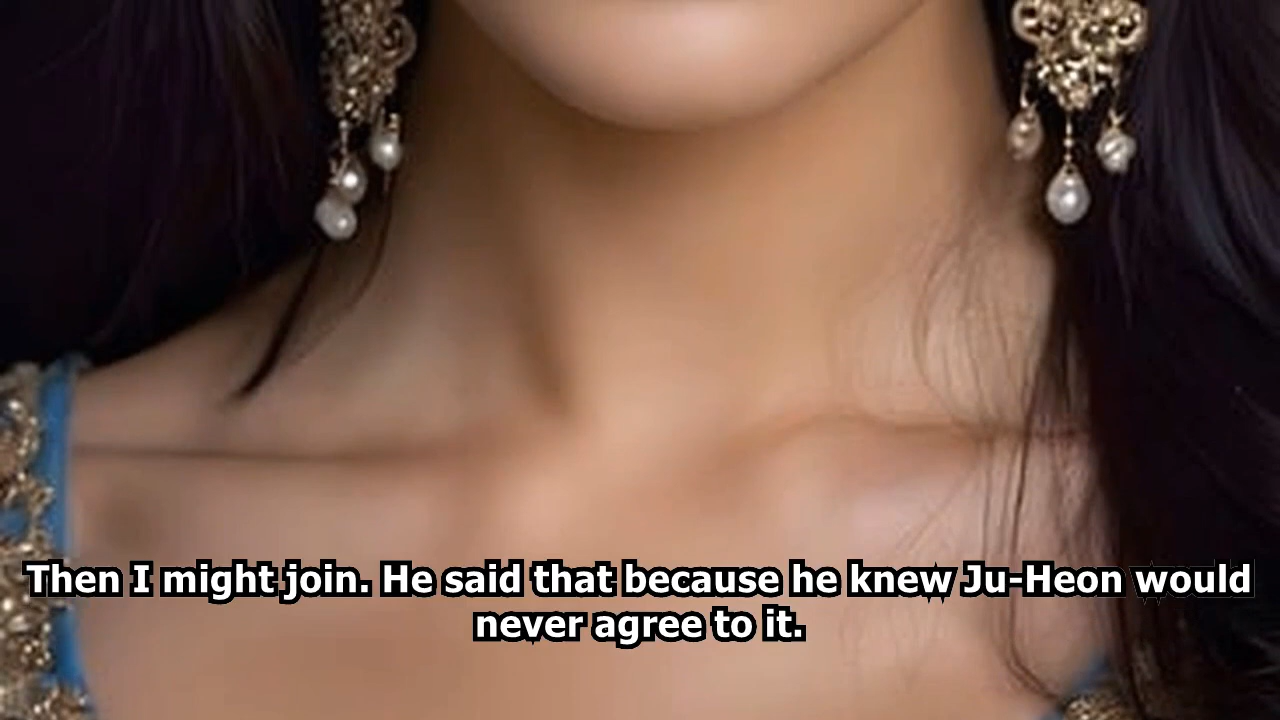 Then I might join. He said that because he knew Ju-Heon would
never agree to it.